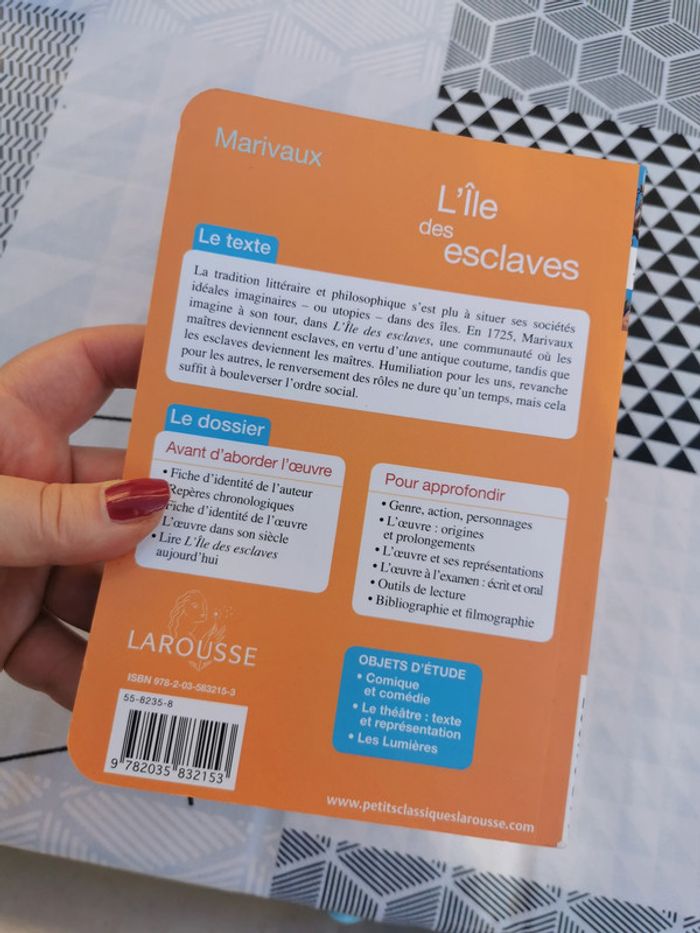 Marivaux
L'Île
des
esclaves
Le texte
La tradition littéraire et philosophique s'est plu à situer ses sociétés
idéales imaginaires – ou utopies – dans des îles. En 1725, Marivaux
imagine à son tour, dans L'Île des esclaves, une communauté où les
maîtres deviennent esclaves, en vertu d'une antique coutume, tandis que
les esclaves deviennent les maîtres. Humiliation pour les uns, revanche
pour les autres, le renversement des rôles ne dure qu'un temps, mais cela
suffit à bouleverser l'ordre social.
Le dossier
Avant d'aborder l'œuvre
• Fiche d'identité de l'auteur
Repères chronologiques
Fiche d'identité de l'œuvre
L'œuvre dans son siècle
• Lire L'Île des esclaves
aujourd'hui
Pour approfondir
• Genre, action, personnages
• L'œuvre : origines
et prolongements
• L'œuvre et ses représentations
• L'œuvre à l'examen : écrit et oral
• Outils de lecture
• Bibliographie et filmographie
LAROUSSE
ISBN 978-2-03-583215-3
55-8235-8
9 782035 832153
OBJETS D'ÉTUDE
• Comique
et comédie
• Le théâtre : texte
et représentation
• Les Lumières
www.petitsclassiqueslarousse.com